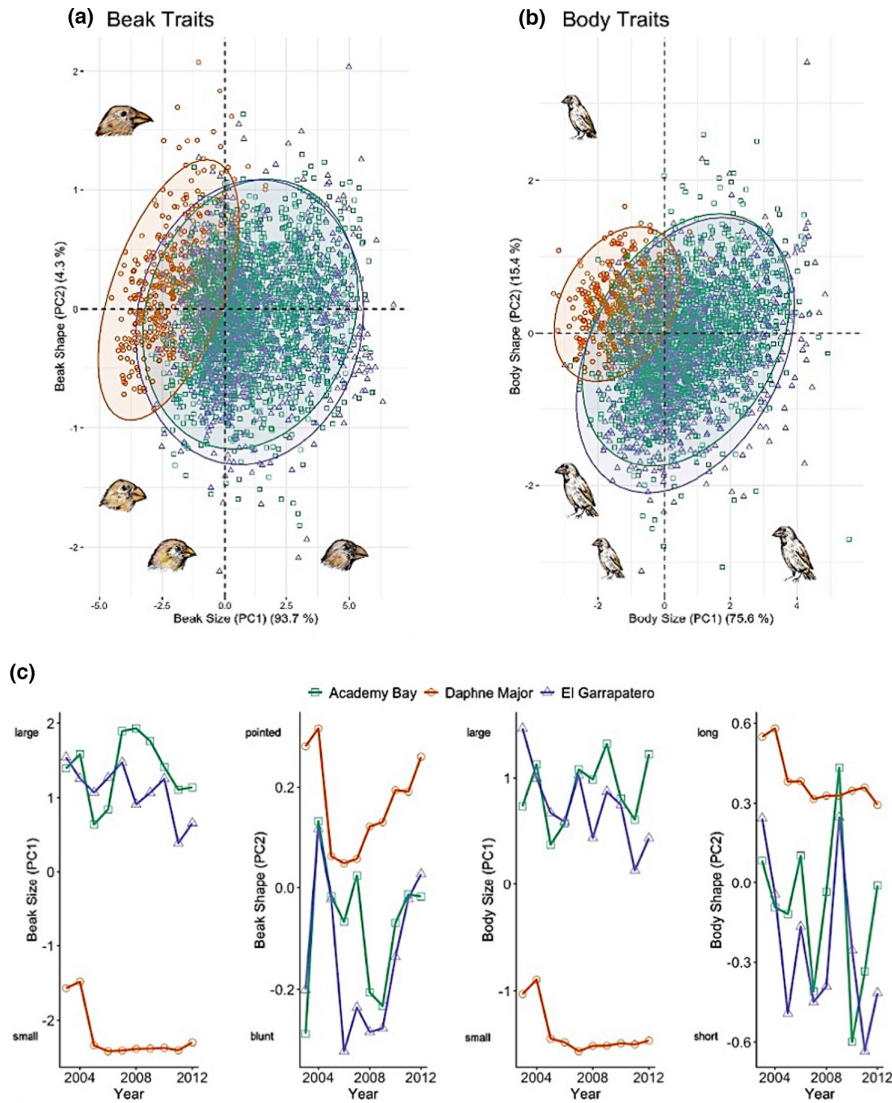 (a) Beak Traits
2
1
0
-1
-2
Beak Shape (PC2) (4.3 %)
-5.0 -2.5 0.0 2.5 5.0
Beak Size (PC1) (93.7 %)
(b) Body Traits
2
0
-2
Body Shape (PC2) (15.4 %)
-2 0 2 4
Body Size (PC1) (75.6 %)
(c)
Academy Bay Daphne Major El Garrapatero
large
small
2
1
0
-1
-2
Beak Size (PC1)
2004 2008 2012
Year
pointed
blunt
0.2
0.0
-0.2
Beak Shape (PC2)
2004 2008 2012
Year
large
small
1
0
-1
Body Size (PC1)
2004 2008 2012
Year
long
short
0.6
0.3
0.0
-0.3
-0.6
Body Shape (PC2)
2004 2008 2012
Year